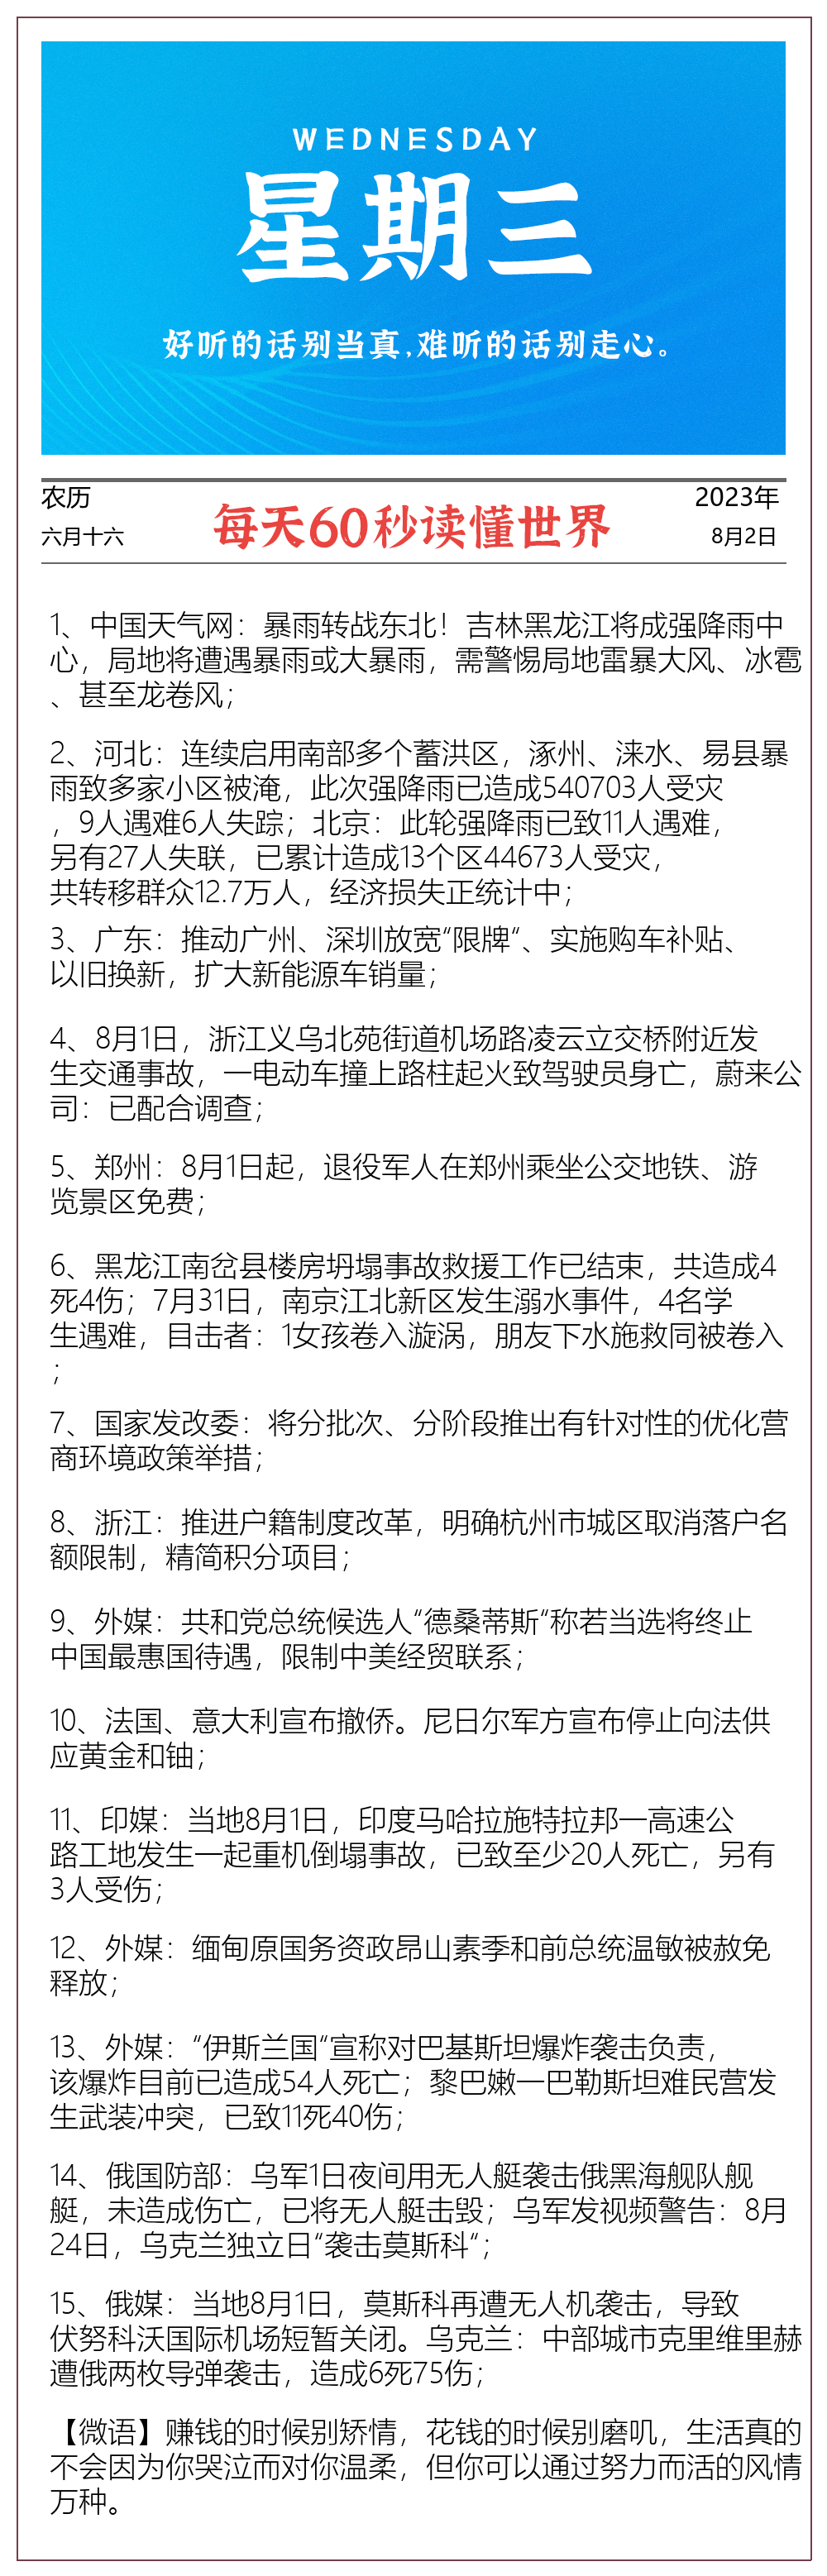 WEDNESDAY
星期三
好听的话别当真,难听的话别走心。
农历
六月十六
每天60秒读懂世界
2023年
8月2日
1、中国天气网：暴雨转战东北！吉林黑龙江将成强降雨中
心，局地将遭遇暴雨或大暴雨，需警惕局地雷暴大风、冰雹
、甚至龙卷风；
2、河北：连续启用南部多个蓄洪区，涿州、涞水、易县暴
雨致多家小区被淹，此次强降雨已造成540703人受灾
，9人遇难6人失踪；北京：此轮强降雨已致11人遇难，
另有27人失联，已累计造成13个区44673人受灾，
共转移群众12.7万人，经济损失正统计中；
3、广东：推动广州、深圳放宽“限牌“、实施购车补贴、
以旧换新，扩大新能源车销量；
4、8月1日，浙江义乌北苑街道机场路凌云立交桥附近发
生交通事故，一电动车撞上路柱起火致驾驶员身亡，蔚来公
司：已配合调查；
5、郑州：8月1日起，退役军人在郑州乘坐公交地铁、游
览景区免费；
6、黑龙江南岔县楼房坍塌事故救援工作已结束，共造成4
死4伤；7月31日，南京江北新区发生溺水事件，4名学
生遇难，目击者：1女孩卷入漩涡，朋友下水施救同被卷入
；
7、国家发改委：将分批次、分阶段推出有针对性的优化营
商环境政策举措；
8、浙江：推进户籍制度改革，明确杭州市城区取消落户名
额限制，精简积分项目；
9、外媒：共和党总统候选人“德桑蒂斯“称若当选将终止
中国最惠国待遇，限制中美经贸联系；
10、法国、意大利宣布撤侨。尼日尔军方宣布停止向法供
应黄金和铀；
11、印媒：当地8月1日，印度马哈拉施特拉邦一高速公
路工地发生一起重机倒塌事故，已致至少20人死亡，另有
3人受伤；
12、外媒：缅甸原国务资政昂山素季和前总统温敏被赦免
释放；
13、外媒：“伊斯兰国“宣称对巴基斯坦爆炸袭击负责，
该爆炸目前已造成54人死亡；黎巴嫩一巴勒斯坦难民营发
生武装冲突，已致11死40伤；
14、俄国防部：乌军1日夜间用无人艇袭击俄黑海舰队舰
艇，未造成伤亡，已将无人艇击毁；乌军发视频警告：8月
24日，乌克兰独立日“袭击莫斯科“；
15、俄媒：当地8月1日，莫斯科再遭无人机袭击，导致
伏努科沃国际机场短暂关闭。乌克兰：中部城市克里维里赫
遭俄两枚导弹袭击，造成6死75伤；
【微语】赚钱的时候别矫情，花钱的时候别磨叽，生活真的
不会因为你哭泣而对你温柔，但你可以通过努力而活的风情
万种。